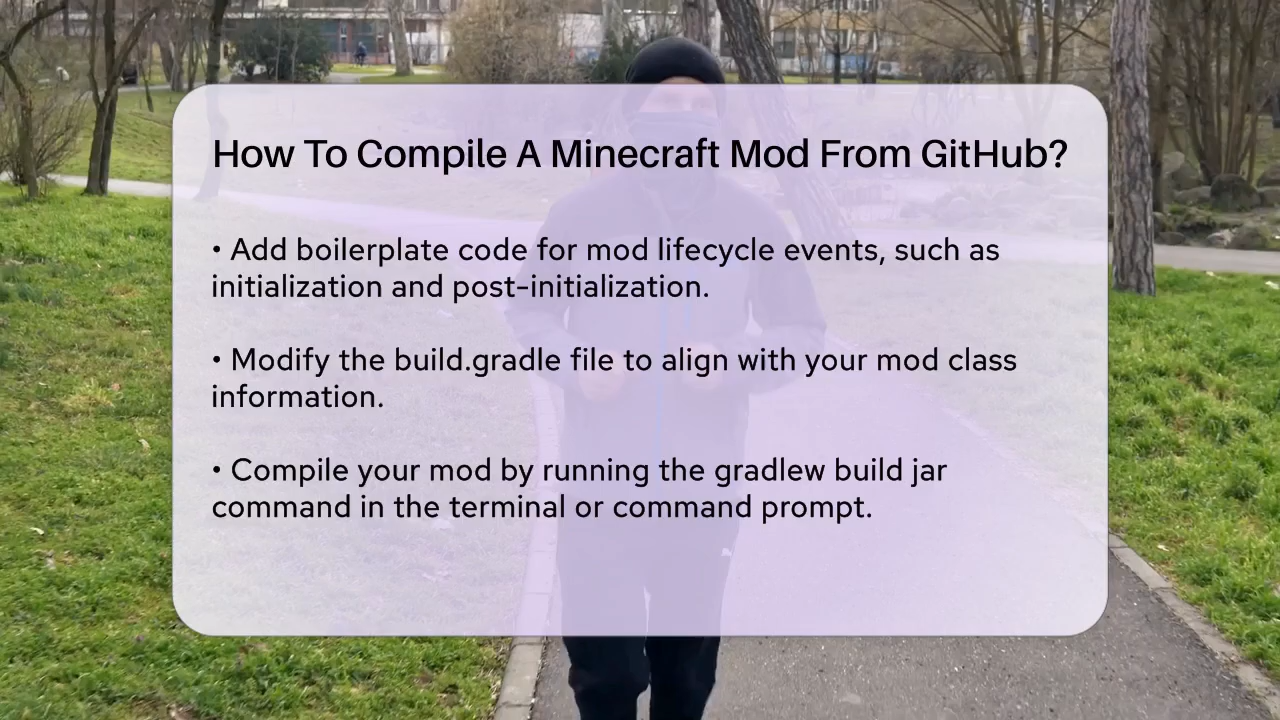 How To Compile A Minecraft Mod From GitHub?
• Add boilerplate code for mod lifecycle events, such as
initialization and post-initialization.
• Modify the build.gradle file to align with your mod class
information.
• Compile your mod by running the gradlew build jar
command in the terminal or command prompt.